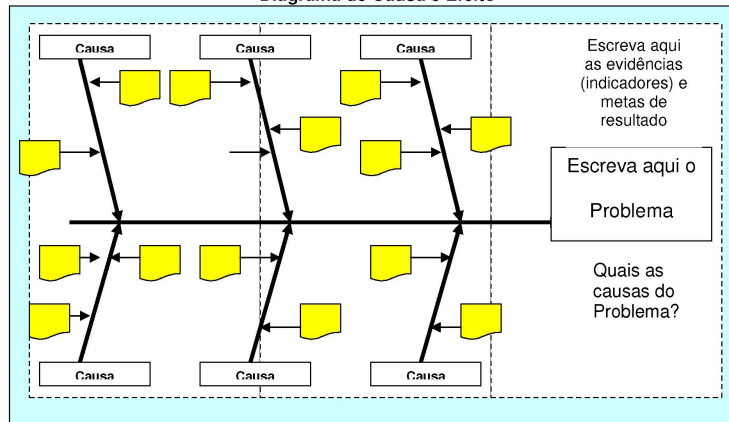 Diagrama de Causa e Efeito
Causa
Causa
Causa
Escreva aqui
as evidências
(indicadores) e
metas de
resultado
Escreva aqui o
Problema
Quais as
causas do
Problema?
Causa
Causa
Causa